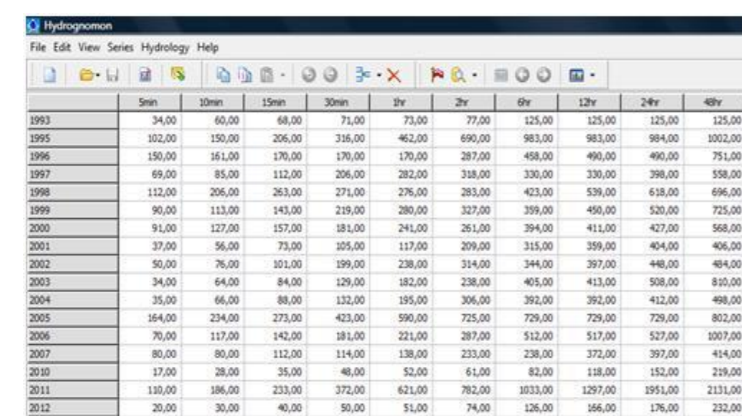 Hydrognomon
File Edit View Series Hydrology Help
5min 10min 15min 30min 1hr 2hr 6hr 12hr 24hr 48hr
1993 34,00 60,00 68,00 71,00 73,00 77,00 125,00 125,00 125,00 125,00
1995 102,00 150,00 206,00 316,00 462,00 690,00 983,00 983,00 984,00 1002,00
1996 150,00 161,00 170,00 170,00 170,00 287,00 458,00 490,00 490,00 751,00
1997 69,00 85,00 112,00 206,00 282,00 318,00 330,00 330,00 398,00 558,00
1998 112,00 206,00 263,00 271,00 276,00 283,00 423,00 539,00 618,00 696,00
1999 90,00 113,00 143,00 219,00 280,00 327,00 359,00 450,00 520,00 725,00
2000 91,00 127,00 157,00 181,00 241,00 261,00 394,00 411,00 427,00 568,00
2001 37,00 56,00 73,00 105,00 117,00 209,00 315,00 359,00 404,00 406,00
2002 50,00 76,00 101,00 199,00 238,00 314,00 344,00 397,00 448,00 484,00
2003 34,00 64,00 84,00 129,00 182,00 238,00 405,00 413,00 508,00 810,00
2004 35,00 66,00 88,00 132,00 195,00 306,00 392,00 392,00 412,00 498,00
2005 164,00 234,00 273,00 423,00 590,00 725,00 729,00 729,00 729,00 802,00
2006 70,00 117,00 142,00 181,00 221,00 287,00 512,00 517,00 527,00 1007,00
2007 80,00 80,00 112,00 114,00 138,00 233,00 238,00 372,00 397,00 414,00
2010 17,00 28,00 35,00 48,00 52,00 61,00 82,00 118,00 152,00 219,00
2011 110,00 186,00 233,00 372,00 621,00 782,00 1033,00 1297,00 1951,00 2131,00
2012 20,00 30,00 40,00 50,00 51,00 74,00 126,00 166,00 176,00 232,00